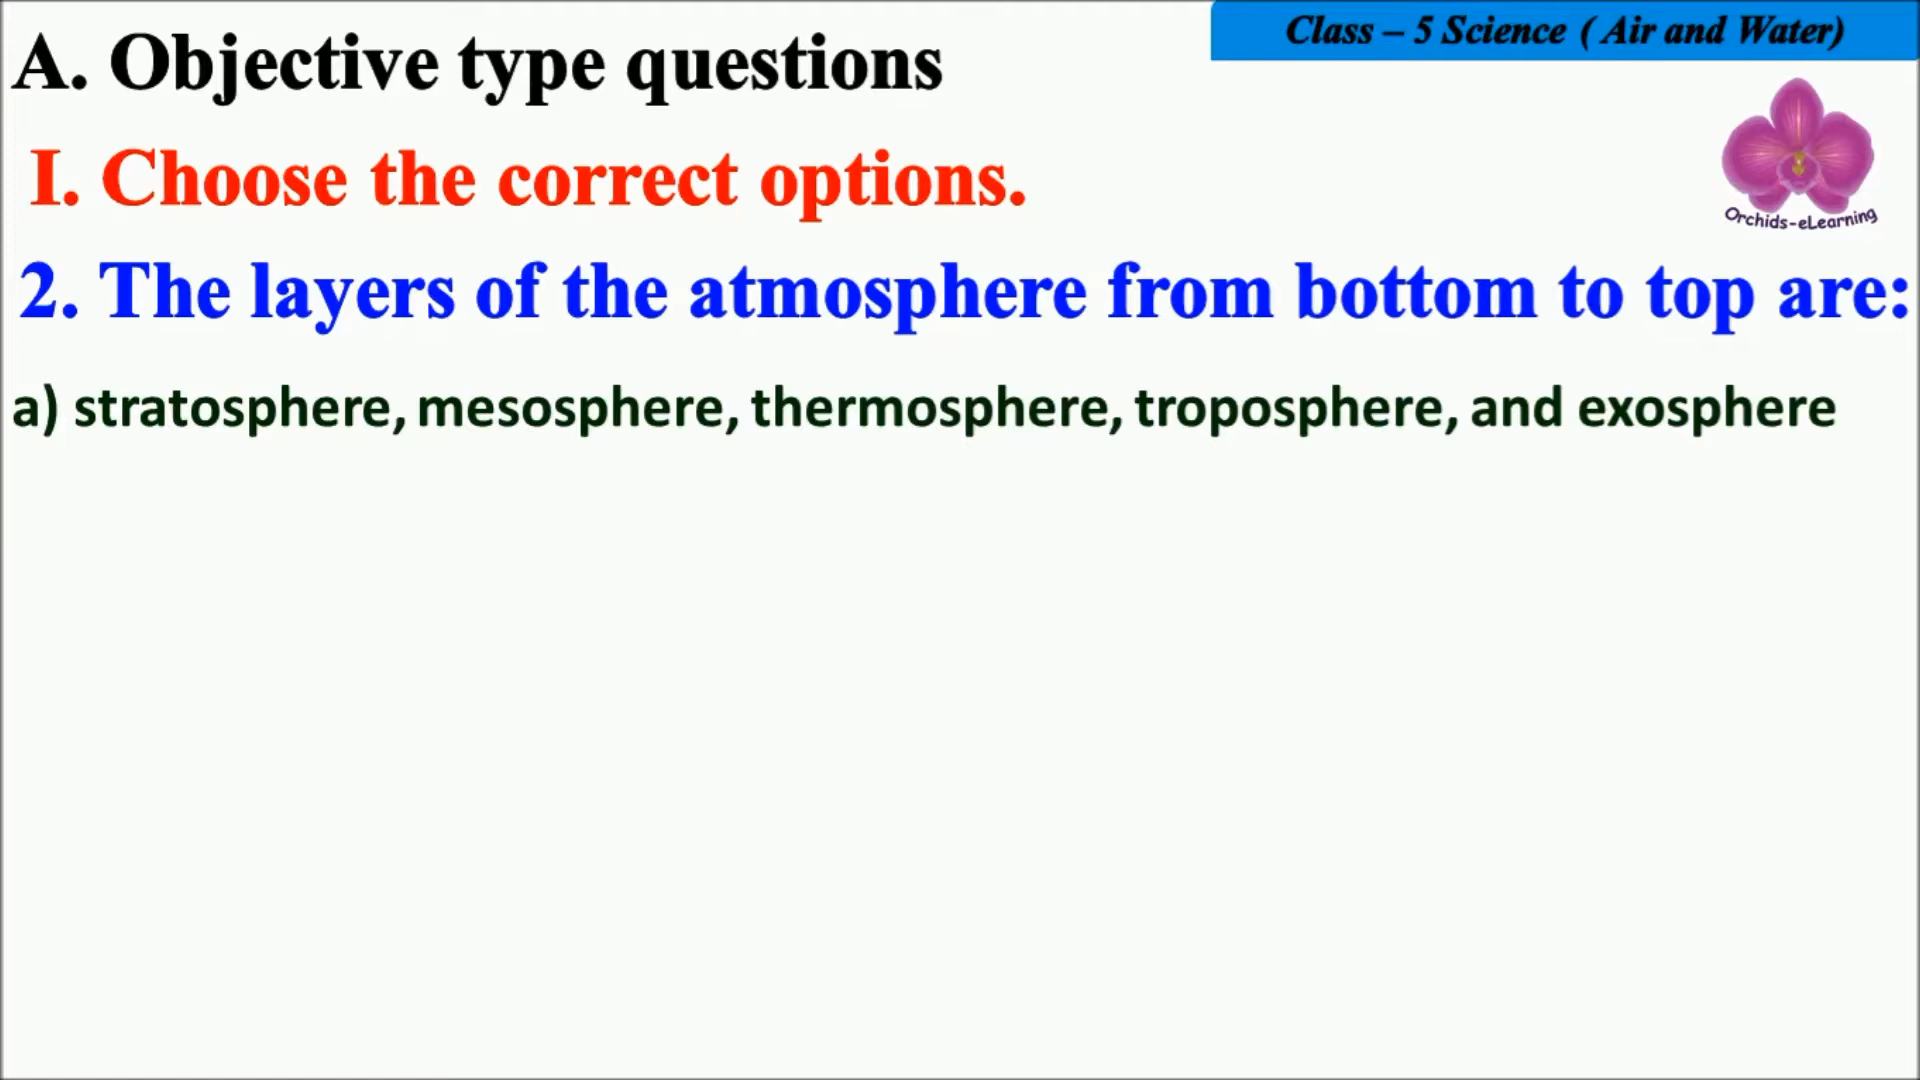 Class – 5 Science ( Air and Water)
A. Objective type questions
I. Choose the correct options.
Orchids-eLearning
2. The layers of the atmosphere from bottom to top are:
a) stratosphere, mesosphere, thermosphere, troposphere, and exosphere